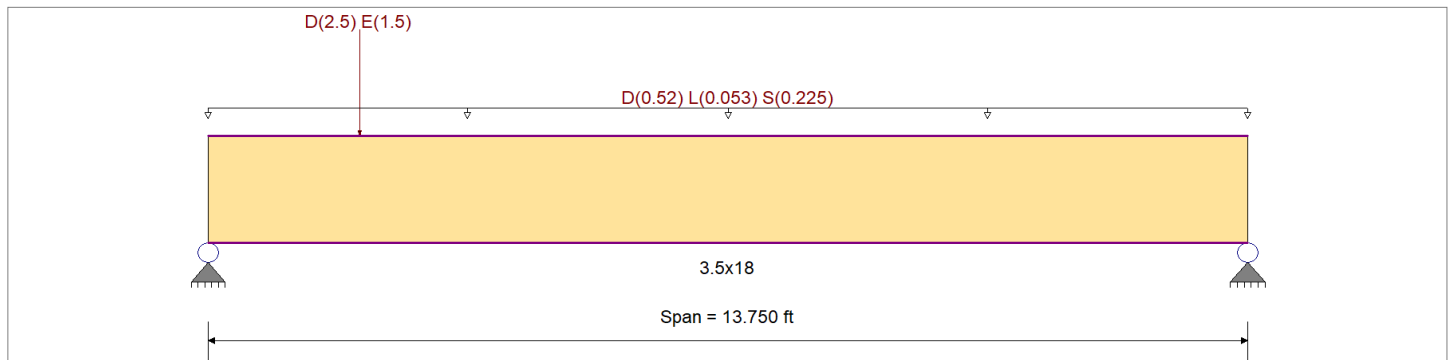 D(2.5) E(1.5)
D(0.52) L(0.053) S(0.225)
3.5x18
Span = 13.750 ft